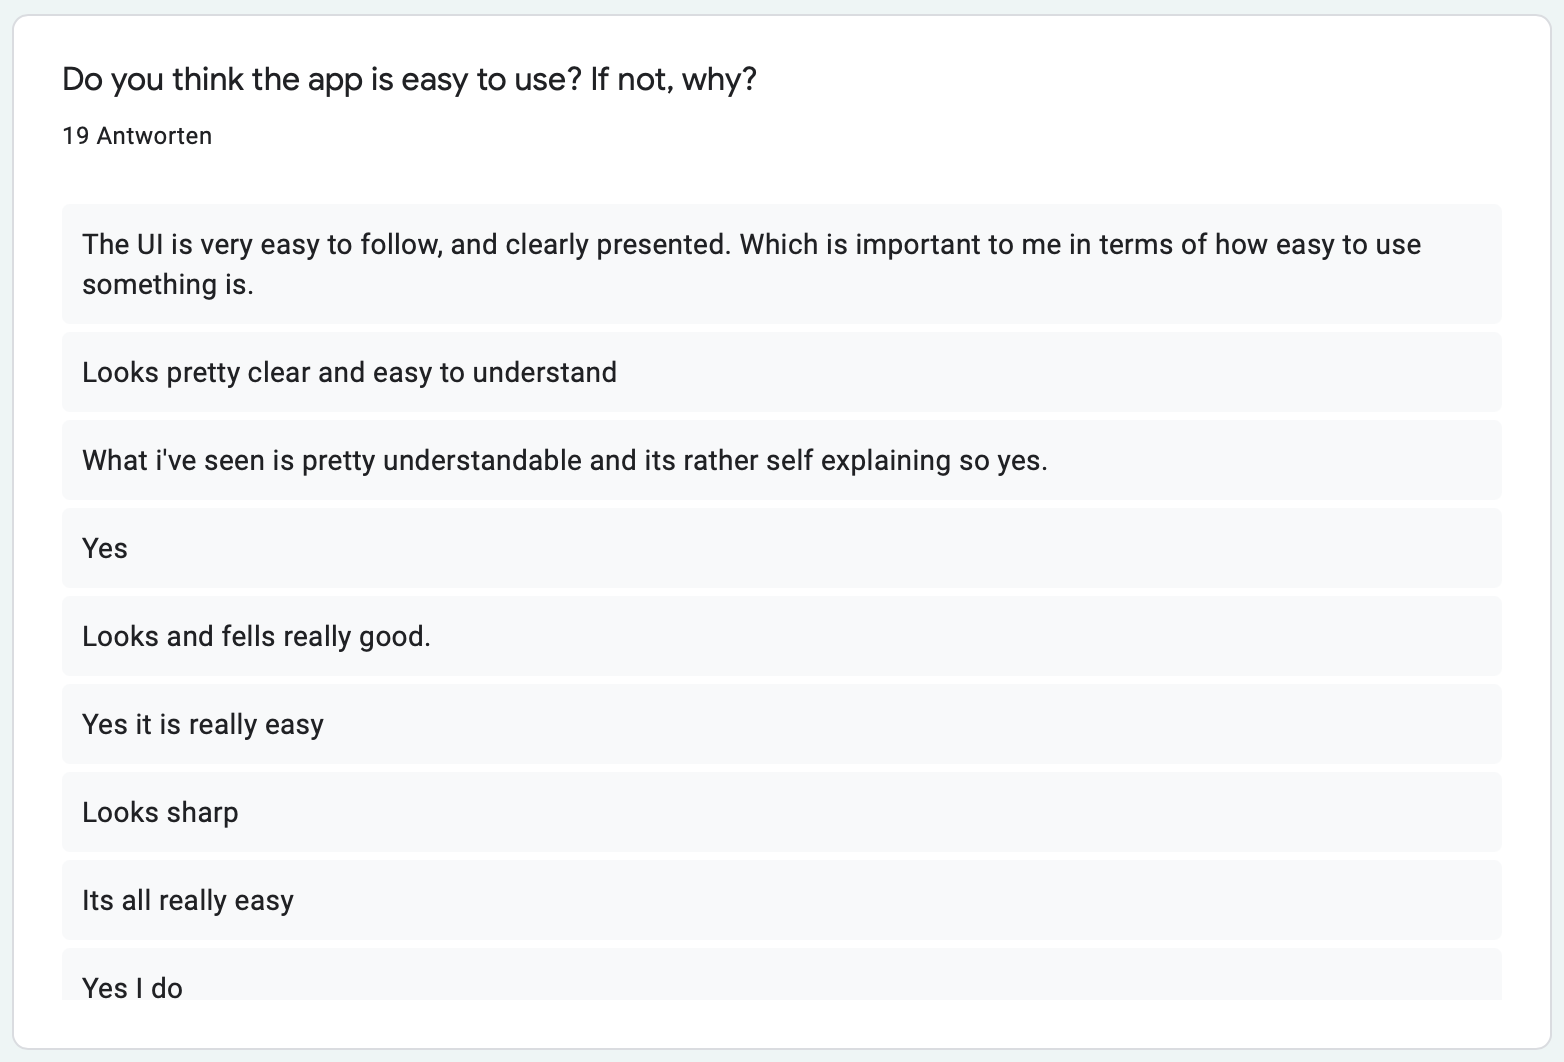 Do you think the app is easy to use? If not, why?
19 Antworten
The UI is very easy to follow, and clearly presented. Which is important to me in terms of how easy to use
something is.
Looks pretty clear and easy to understand
What i've seen is pretty understandable and its rather self explaining so yes.
Yes
Looks and fells really good.
Yes it is really easy
Looks sharp
Its all really easy
Yes I do